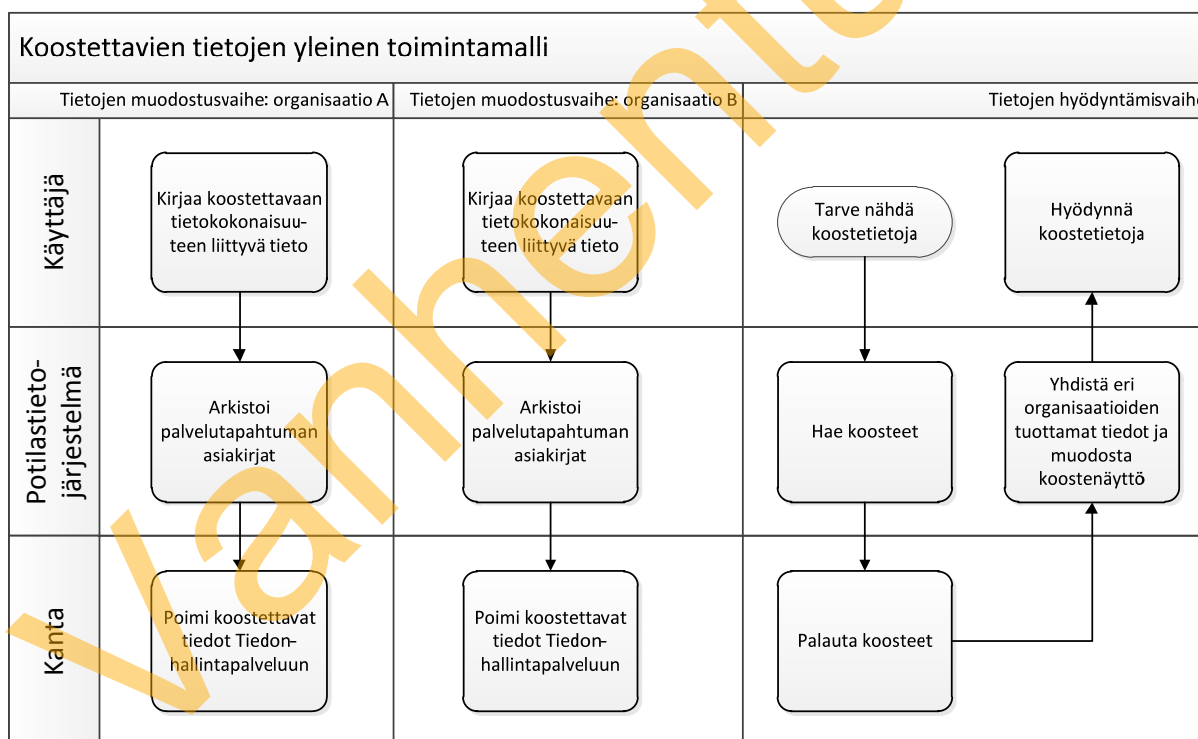 Koostettavien tietojen yleinen toimintamalli
Tietojen muodostusvaihe: organisaatio A
Tietojen muodostusvaihe: organisaatio B
Tietojen hyödyntämisvaihe
Käyttäjä
Kirjaa koostettavaan
tietokokonaisuu-
teen liittyvä tieto
Kirjaa koostettavaan
tietokokonaisuu-
teen liittyvä tieto
Tarve nähdä
koostetietoja
Hyödynnä
koostetietoja
Potilastieto-
järjestelmä
Arkistoi
palvelutapahtuman
asiakirjat
Arkistoi
palvelutapahtuman
asiakirjat
Hae koosteet
Yhdistä eri
organisaatioiden
tuottamat tiedot ja
muodosta
koostenäyttö
Kanta
Poimi koostettavat
tiedot Tiedon-
hallintapalveluun
Poimi koostettavat
tiedot Tiedon-
hallintapalveluun
Palauta koosteet